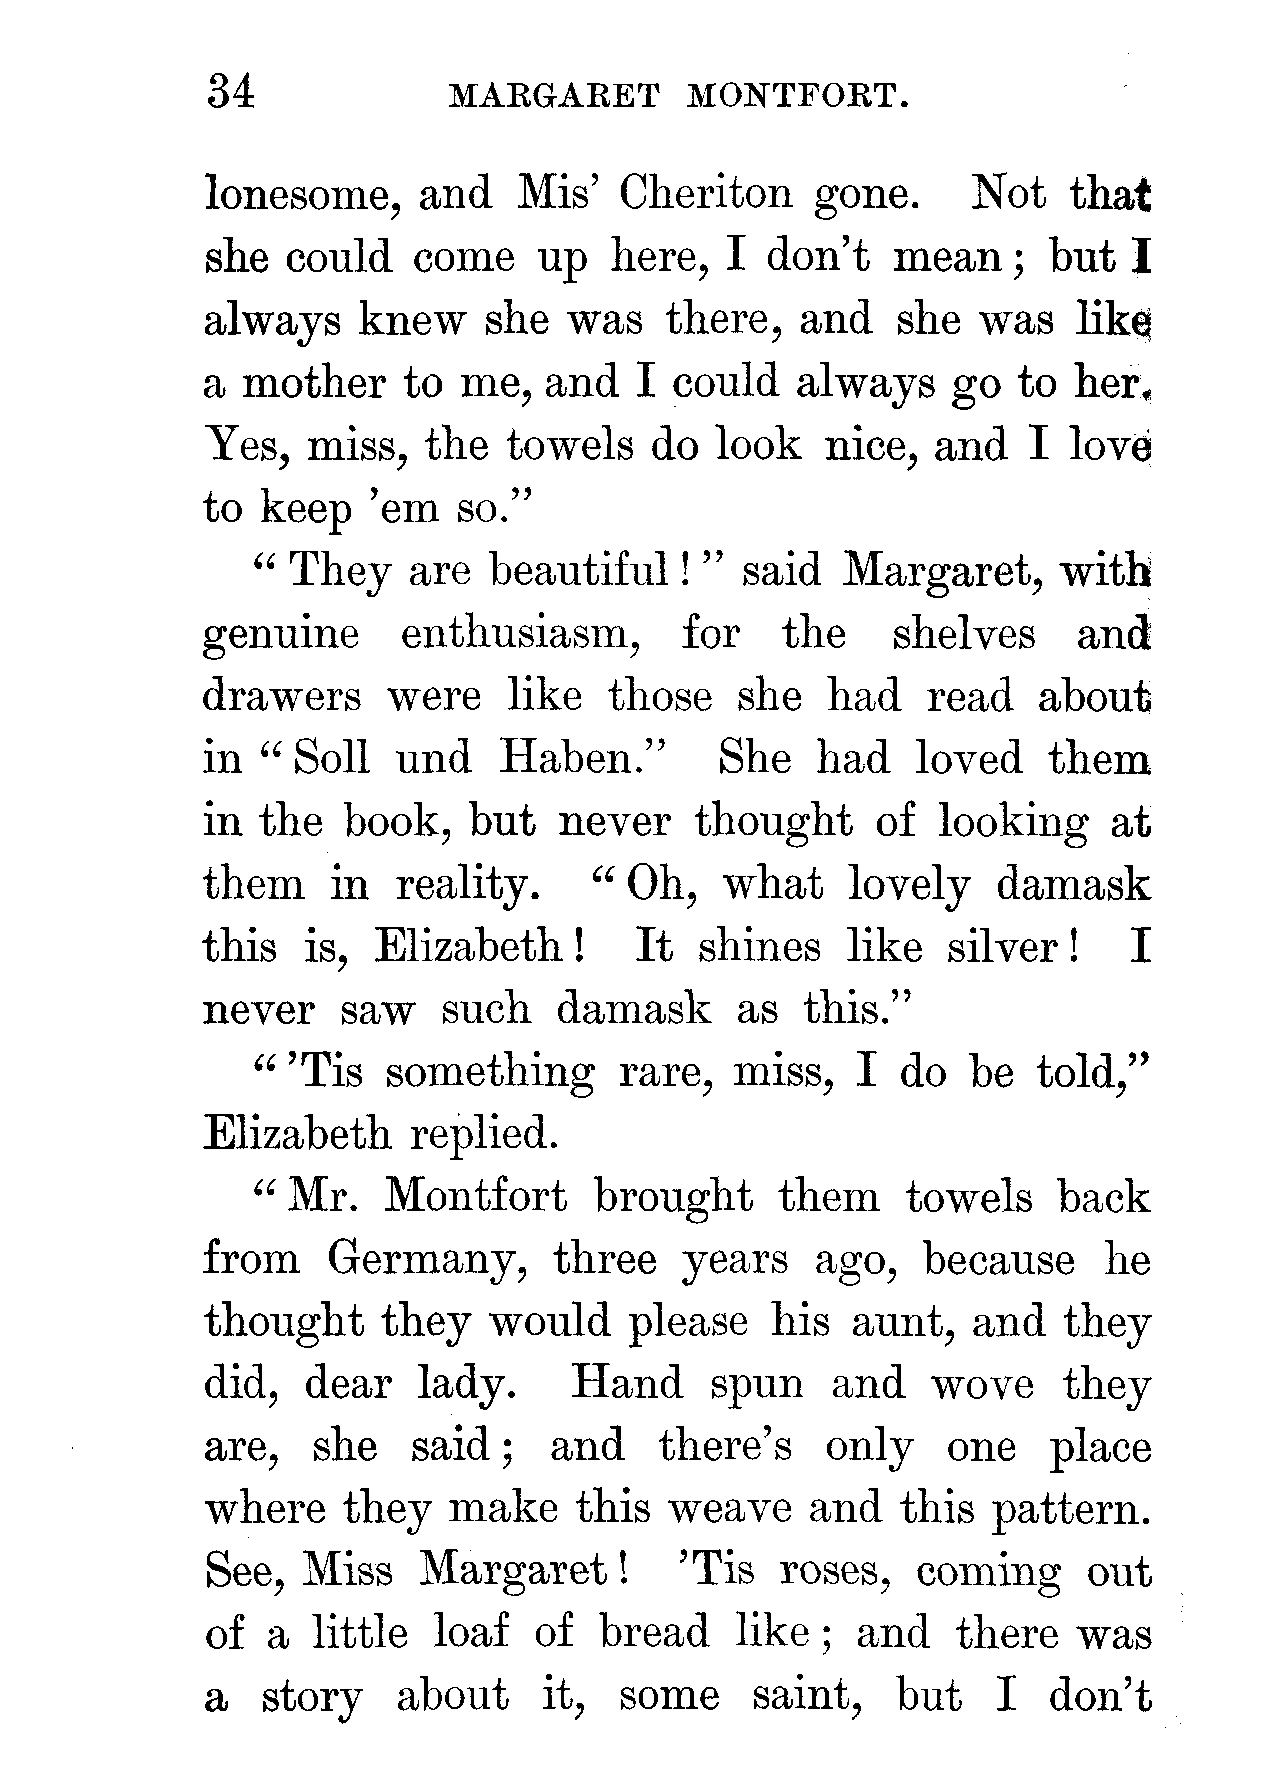 34 MARGARET MONTFORT.
lonesome, and Mis' Cheriton gone. Not that
she could come up here, I don't mean; but I
always knew she was there, and she was like
a mother to me, and I could always go to her.
Yes, miss, the towels do look nice, and I love
to keep 'em so."
"They are beautiful!" said Margaret, with
genuine enthusiasm, for the shelves and
drawers were like those she had read about
in "Soll und Haben." She had loved them
in the book, but never thought of looking at
them in reality. "Oh, what lovely damask
this is, Elizabeth! It shines like silver! I
never saw such damask as this."
"'Tis something rare, miss, I do be told,"
Elizabeth replied.
"Mr. Montfort brought them towels back
from Germany, three years ago, because he
thought they would please his aunt, and they
did, dear lady. Hand spun and wove they
are, she said; and there's only one place
where they make this weave and this pattern.
See, Miss Margaret! 'Tis roses, coming out
of a little loaf of bread like; and there was
a story about it, some saint, but I don't